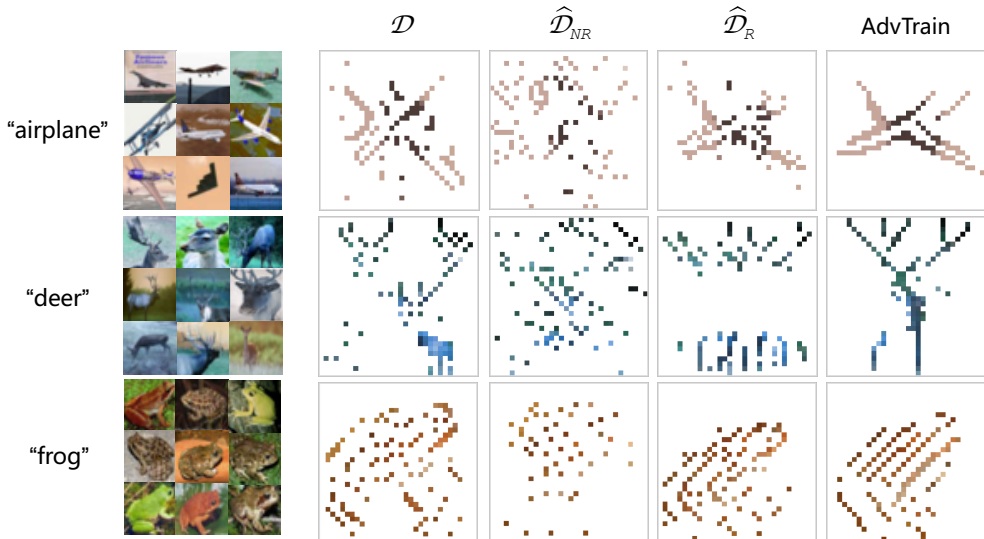 𝒟
𝒟̂_NR
𝒟̂_R
AdvTrain
“airplane”
“deer”
“frog”